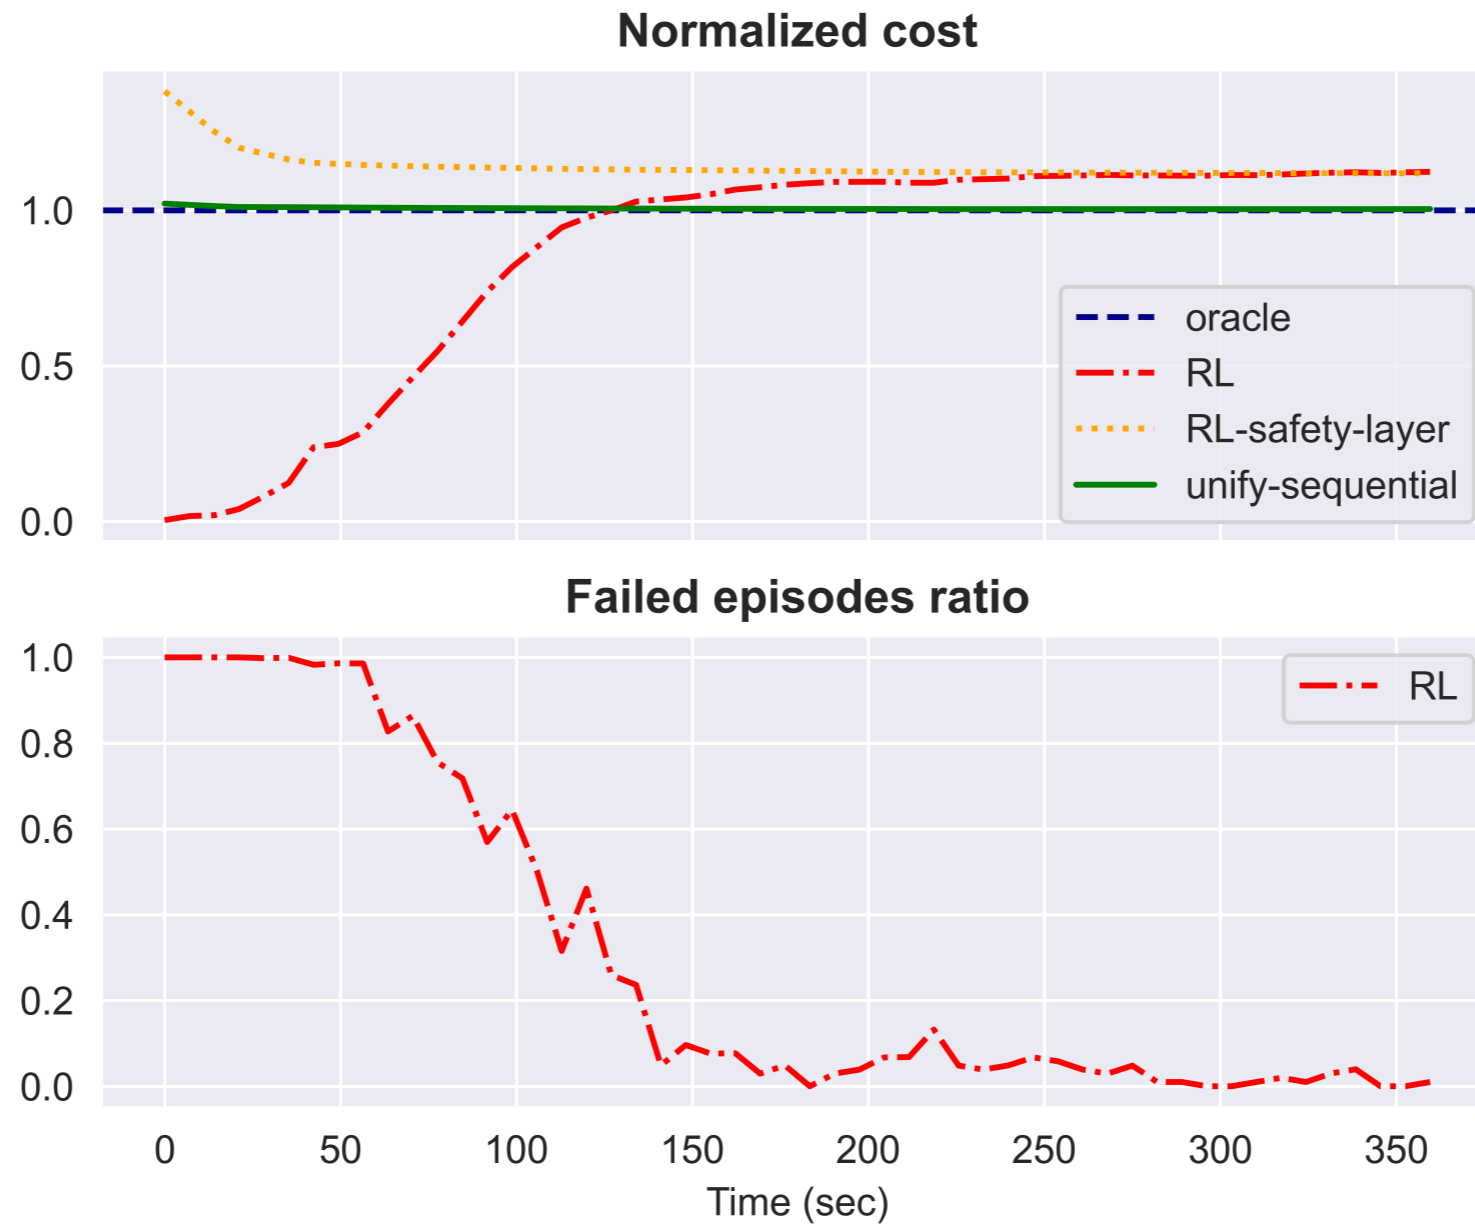 Normalized cost
1.0
0.5
0.0
oracle
RL
RL-safety-layer
unify-sequential
Failed episodes ratio
1.0
0.8
0.6
0.4
0.2
0.0
RL
0 50 100 150 200 250 300 350
Time (sec)